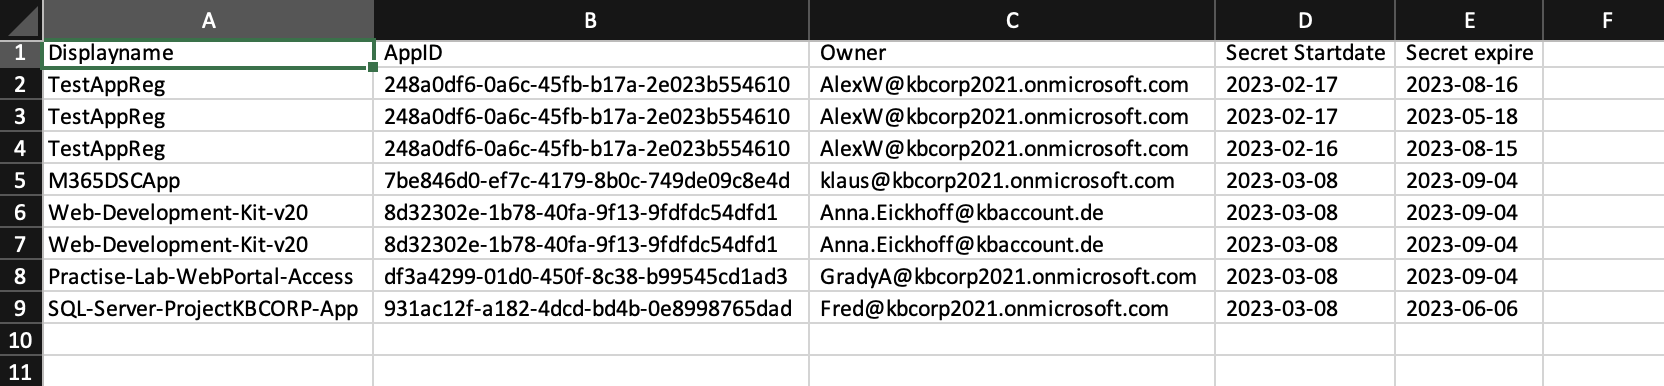 A B C D E F
1 Displayname AppID Owner Secret Startdate Secret expire
2 TestAppReg 248a0df6-0a6c-45fb-b17a-2e023b554610 AlexW@kbcorp2021.onmicrosoft.com 2023-02-17 2023-08-16
3 TestAppReg 248a0df6-0a6c-45fb-b17a-2e023b554610 AlexW@kbcorp2021.onmicrosoft.com 2023-02-17 2023-05-18
4 TestAppReg 248a0df6-0a6c-45fb-b17a-2e023b554610 AlexW@kbcorp2021.onmicrosoft.com 2023-02-16 2023-08-15
5 M365DSCApp 7be846d0-ef7c-4179-8b0c-749de09c8e4d klaus@kbcorp2021.onmicrosoft.com 2023-03-08 2023-09-04
6 Web-Development-Kit-v20 8d32302e-1b78-40fa-9f13-9fdfdc54dfd1 Anna.Eickhoff@kbaccount.de 2023-03-08 2023-09-04
7 Web-Development-Kit-v20 8d32302e-1b78-40fa-9f13-9fdfdc54dfd1 Anna.Eickhoff@kbaccount.de 2023-03-08 2023-09-04
8 Practise-Lab-WebPortal-Access df3a4299-01d0-450f-8c38-b99545cd1ad3 GradyA@kbcorp2021.onmicrosoft.com 2023-03-08 2023-09-04
9 SQL-Server-ProjectKBCORP-App 931ac12f-a182-4dcd-bd4b-0e8998765dad Fred@kbcorp2021.onmicrosoft.com 2023-03-08 2023-06-06
10
11